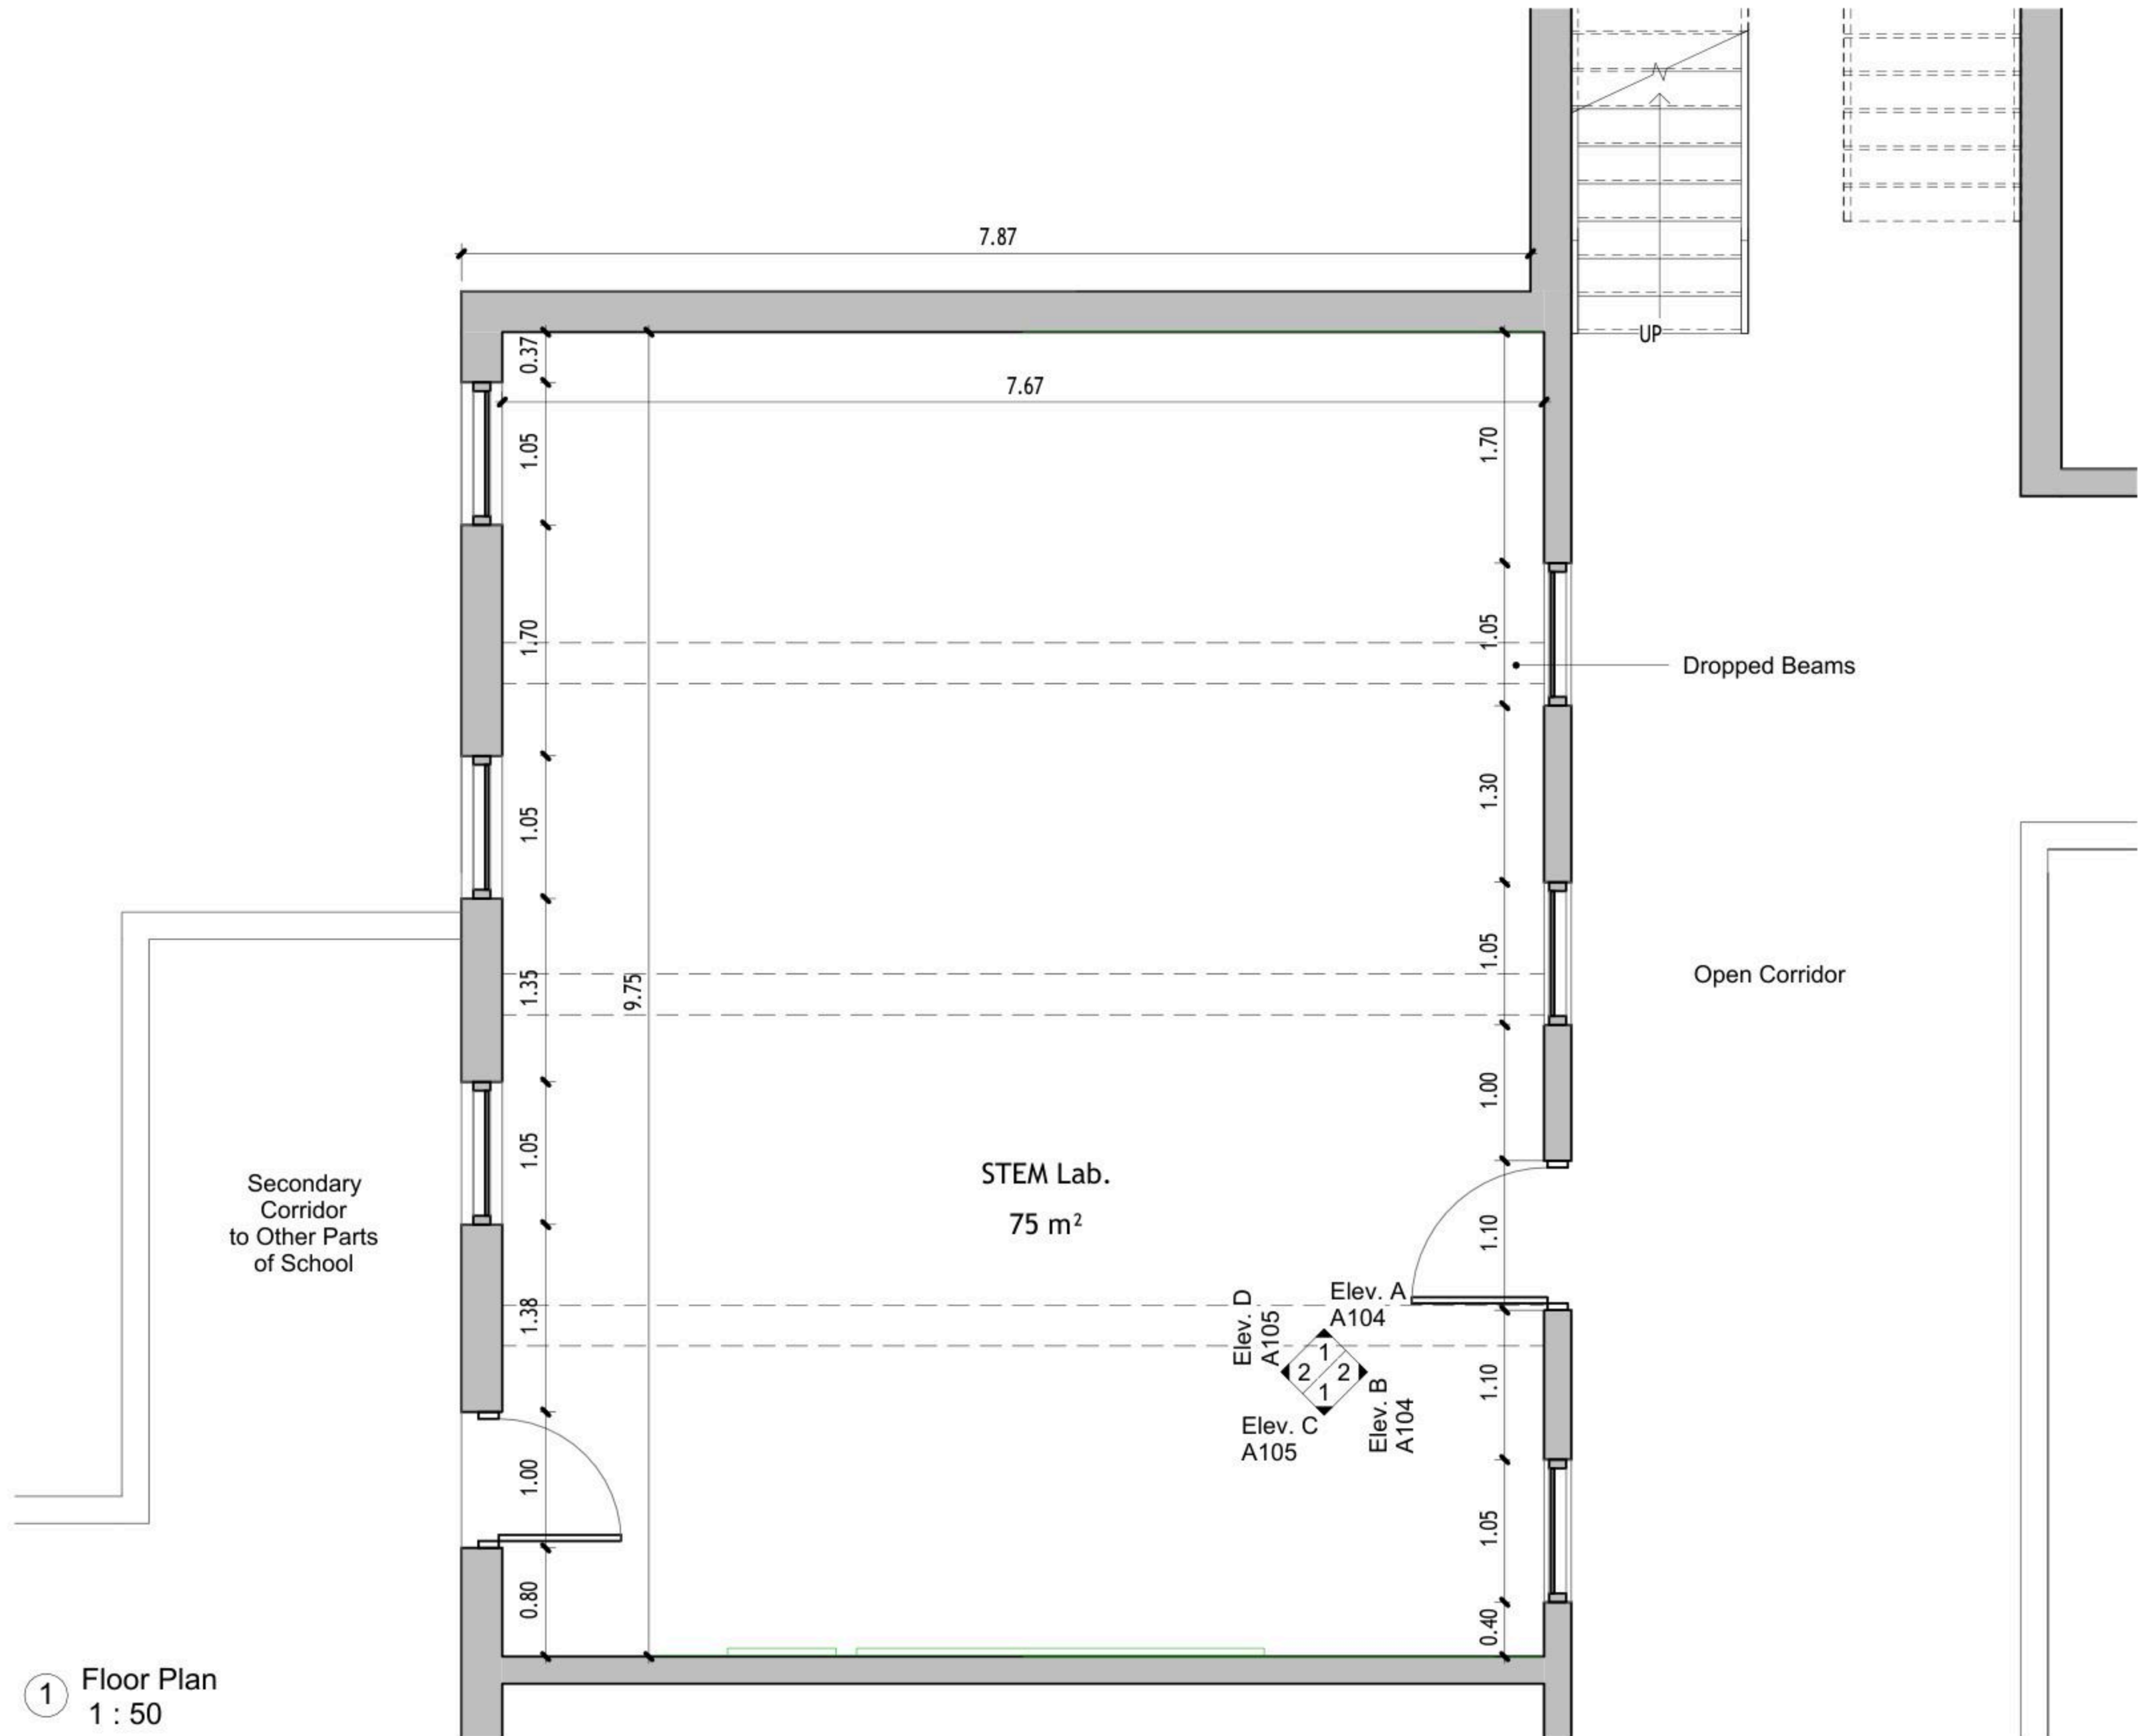 7.87
UP
0.37
7.67
1.05
1.70
1.70
1.05
Dropped Beams
1.05
1.30
1.35
9.75
1.05
Open Corridor
1.05
1.00
STEM Lab.
75 m²
Secondary
Corridor
to Other Parts
of School
1.10
1.38
Elev. D
A105
Elev. A
A104
1
2 2
1
Elev. C
A105
Elev. B
A104
1.10
1.00
1.05
0.80
0.40
1
Floor Plan
1 : 50